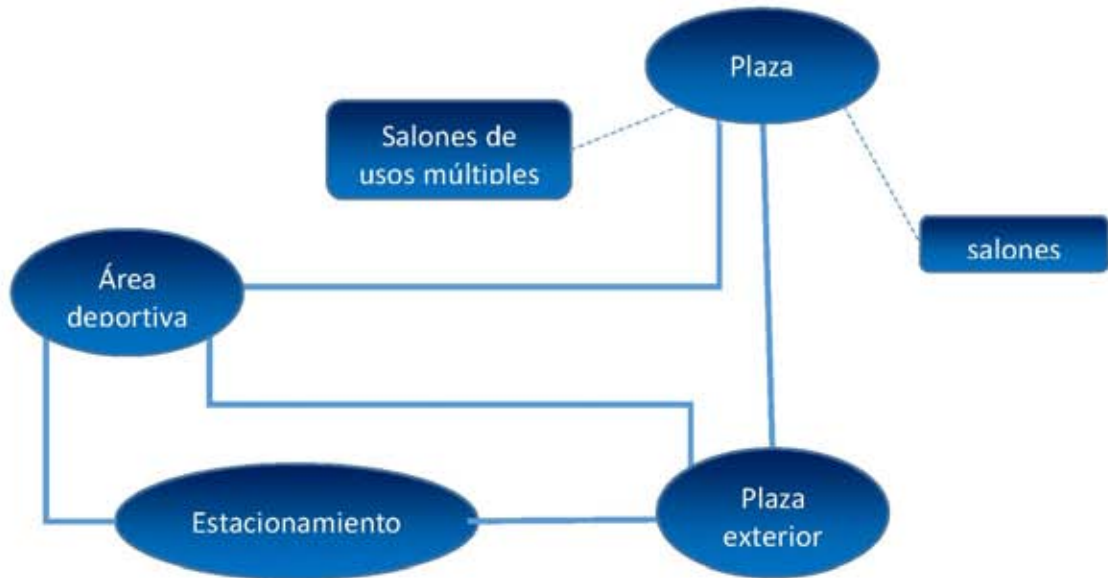 Plaza
Salones de
usos múltiples
salones
Área
deportiva
Estacionamiento
Plaza
exterior